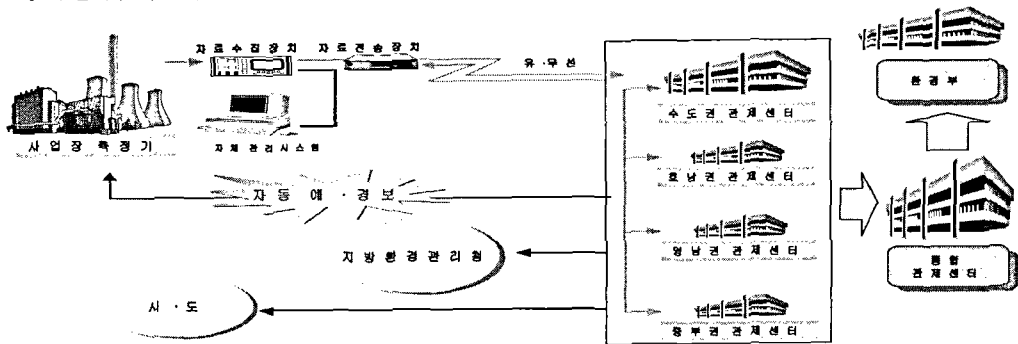 자료수집장치
자료전송장치
유·무선
사업장 측정기
자체관리시스템
수도권 관제센터
호남권 관제센터
영남권 관제센터
중부권 관제센터
환경부
통합
관제센터
자동 예·경보
지방환경관리청
시·도